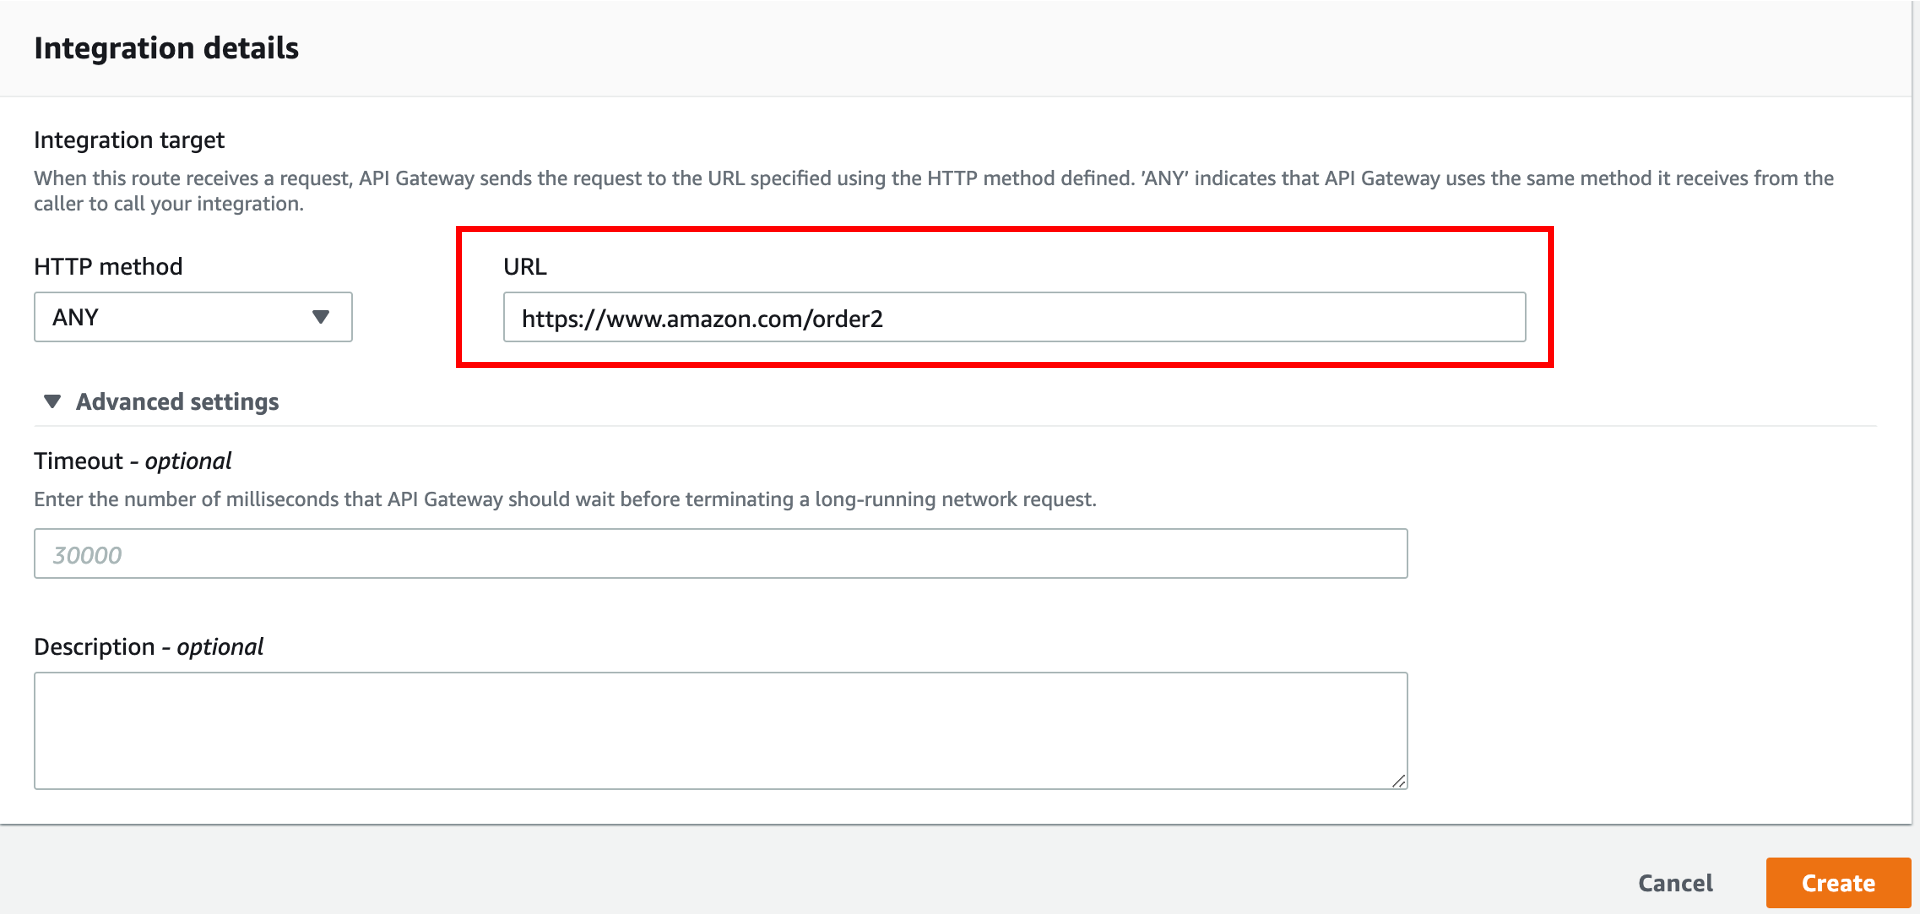 Integration details
Integration target
When this route receives a request, API Gateway sends the request to the URL specified using the HTTP method defined. 'ANY' indicates that API Gateway uses the same method it receives from the
caller to call your integration.
HTTP method
URL
ANY
https://www.amazon.com/order2
Advanced settings
Timeout - optional
Enter the number of milliseconds that API Gateway should wait before terminating a long-running network request.
30000
Description - optional
Cancel
Create